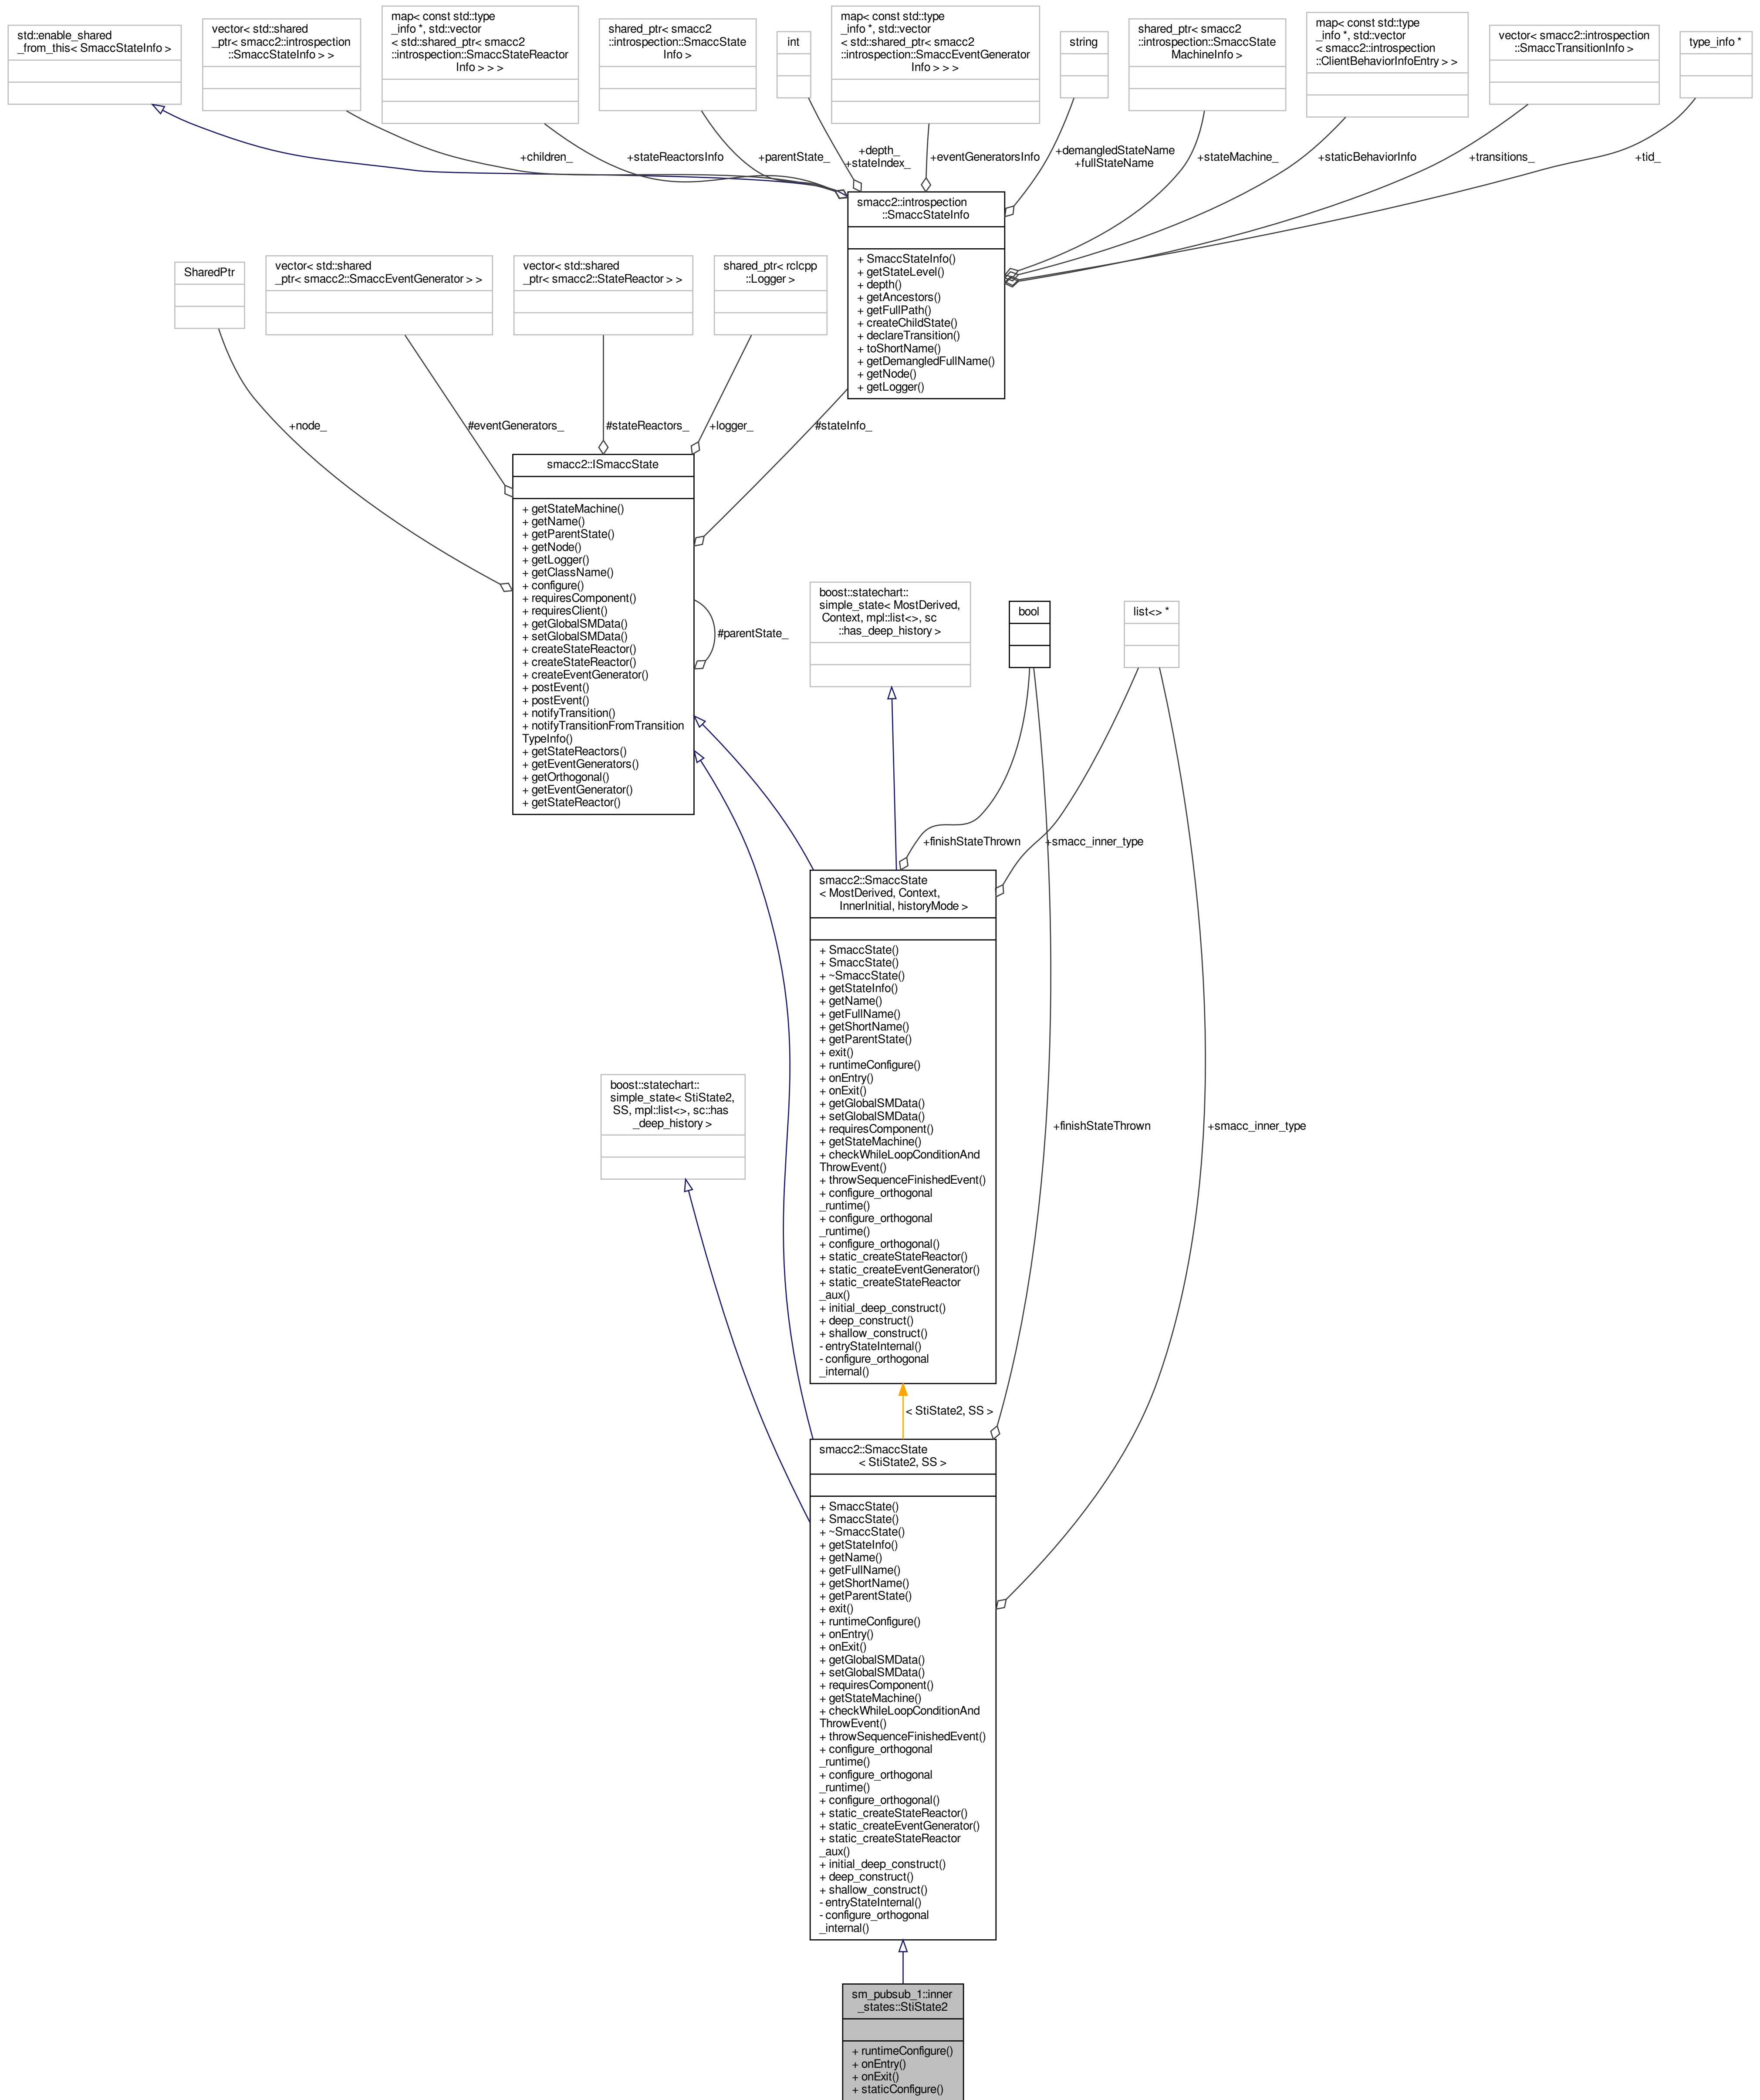 std::enable_shared
_from_this< SmaccStateInfo >
vector< std::shared
_ptr< smacc2::introspection
::SmaccStateInfo > >
map< const std::type
_info *, std::vector
< std::shared_ptr< smacc2
::introspection::SmaccStateReactor
Info > > >
shared_ptr< smacc2
::introspection::SmaccState
Info >
int
map< const std::type
_info *, std::vector
< std::shared_ptr< smacc2
::introspection::SmaccEventGenerator
Info > > >
string
shared_ptr< smacc2
::introspection::SmaccState
MachineInfo >
map< const std::type
_info *, std::vector
< smacc2::introspection
::ClientBehaviorInfoEntry > >
vector< smacc2::introspection
::SmaccTransitionInfo >
type_info *
+children_
+stateReactorsInfo
+parentState_
+depth_
+stateIndex_
+eventGeneratorsInfo
+demangledStateName
+fullStateName
+stateMachine_
+staticBehaviorInfo
+transitions_
+tid_
smacc2::introspection
::SmaccStateInfo
+ SmaccStateInfo()
+ getStateLevel()
+ depth()
+ getAncestors()
+ getFullPath()
+ createChildState()
+ declareTransition()
+ toShortName()
+ getDemangledFullName()
+ getNode()
+ getLogger()
SharedPtr
vector< std::shared
_ptr< smacc2::SmaccEventGenerator > >
vector< std::shared
_ptr< smacc2::StateReactor > >
shared_ptr< rclcpp
::Logger >
+node_
#eventGenerators_
#stateReactors_
+logger_
#stateInfo_
smacc2::ISmaccState
+ getStateMachine()
+ getName()
+ getParentState()
+ getNode()
+ getLogger()
+ getClassName()
+ configure()
+ requiresComponent()
+ requiresClient()
+ getGlobalSMData()
+ setGlobalSMData()
+ createStateReactor()
+ createStateReactor()
+ createEventGenerator()
+ postEvent()
+ postEvent()
+ notifyTransition()
+ notifyTransitionFromTransition
TypeInfo()
+ getStateReactors()
+ getEventGenerators()
+ getOrthogonal()
+ getEventGenerator()
+ getStateReactor()
#parentState_
boost::statechart::
simple_state< MostDerived,
Context, mpl::list<>, sc
::has_deep_history >
bool
list<> *
+finishStateThrown
+smacc_inner_type
smacc2::SmaccState
< MostDerived, Context,
InnerInitial, historyMode >
+ SmaccState()
+ SmaccState()
+ ~SmaccState()
+ getStateInfo()
+ getName()
+ getFullName()
+ getShortName()
+ getParentState()
+ exit()
+ runtimeConfigure()
+ onEntry()
+ onExit()
+ getGlobalSMData()
+ setGlobalSMData()
+ requiresComponent()
+ getStateMachine()
+ checkWhileLoopConditionAnd
ThrowEvent()
+ throwSequenceFinishedEvent()
+ configure_orthogonal
_runtime()
+ configure_orthogonal
_runtime()
+ configure_orthogonal()
+ static_createStateReactor()
+ static_createEventGenerator()
+ static_createStateReactor
_aux()
+ initial_deep_construct()
+ deep_construct()
+ shallow_construct()
- entryStateInternal()
- configure_orthogonal
_internal()
boost::statechart::
simple_state< StiState2,
SS, mpl::list<>, sc::has
_deep_history >
+finishStateThrown
+smacc_inner_type
< StiState2, SS >
smacc2::SmaccState
< StiState2, SS >
+ SmaccState()
+ SmaccState()
+ ~SmaccState()
+ getStateInfo()
+ getName()
+ getFullName()
+ getShortName()
+ getParentState()
+ exit()
+ runtimeConfigure()
+ onEntry()
+ onExit()
+ getGlobalSMData()
+ setGlobalSMData()
+ requiresComponent()
+ getStateMachine()
+ checkWhileLoopConditionAnd
ThrowEvent()
+ throwSequenceFinishedEvent()
+ configure_orthogonal
_runtime()
+ configure_orthogonal
_runtime()
+ configure_orthogonal()
+ static_createStateReactor()
+ static_createEventGenerator()
+ static_createStateReactor
_aux()
+ initial_deep_construct()
+ deep_construct()
+ shallow_construct()
- entryStateInternal()
- configure_orthogonal
_internal()
sm_pubsub_1::inner
_states::StiState2
+ runtimeConfigure()
+ onEntry()
+ onExit()
+ staticConfigure()